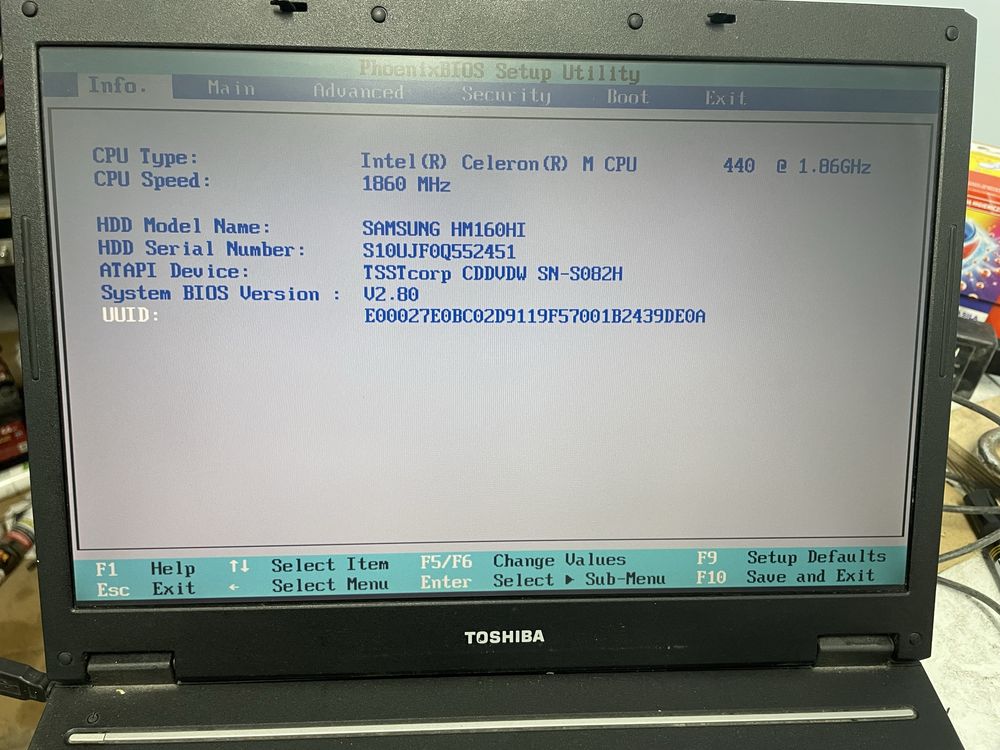 PhoenixBIOS Setup Utility
Info. Main Advanced Security Boot Exit
CPU Type: Intel(R) Celeron(R) M CPU 440 @ 1.86GHz
CPU Speed: 1860 MHz
HDD Model Name: SAMSUNG HM160HI
HDD Serial Number: S10UJF0Q552451
ATAPI Device: TSSTcorp CDDVDW SN-S082H
System BIOS Version : V2.80
UUID: E00027E0BC02D9119F57001B2439DE0A
F1 Help ↑↓ Select Item F5/F6 Change Values F9 Setup Defaults
Esc Exit ← Select Menu Enter Select ▶ Sub-Menu F10 Save and Exit
TOSHIBA